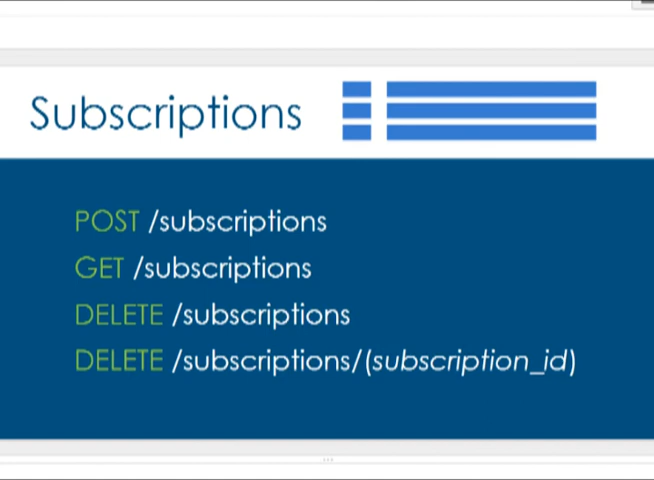 Subscriptions
POST /subscriptions
GET /subscriptions
DELETE /subscriptions
DELETE /subscriptions/(subscription_id)